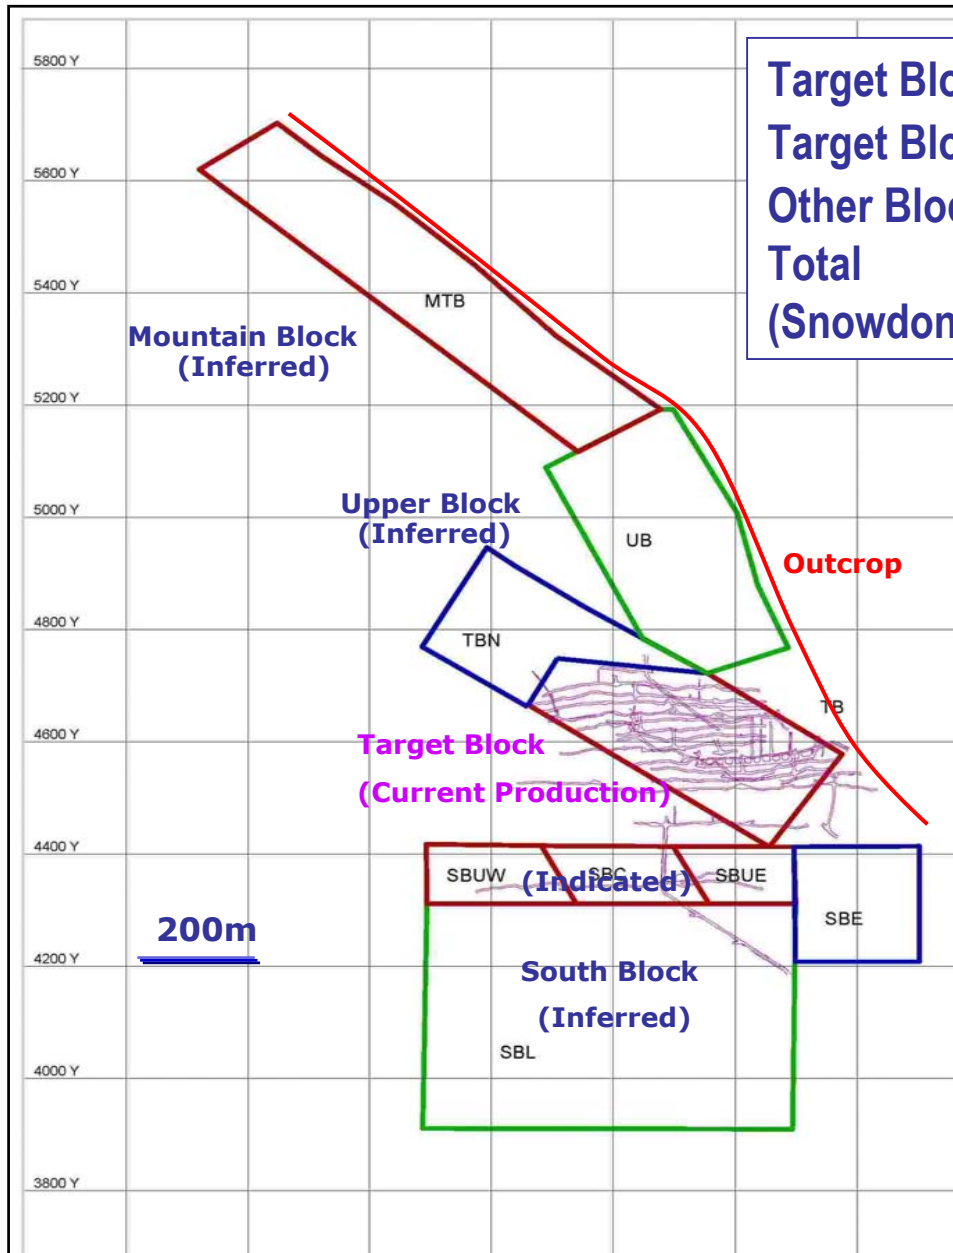 5800 Y
Target Blo
Target Bloc
Other Bloc
Total
(Snowdon
5600 Y
5400 Y
MTB
Mountain Block
(Inferred)
5200 Y
Upper Block
(Inferred)
5000 Y
UB
Outcrop
4800 Y
TBN
TB
4600 Y
Target Block
(Current Production)
4400 Y
SBUW
SBC
SBUE
(Indicated)
SBE
200m
4200 Y
South Block
(Inferred)
SBL
4000 Y
3800 Y